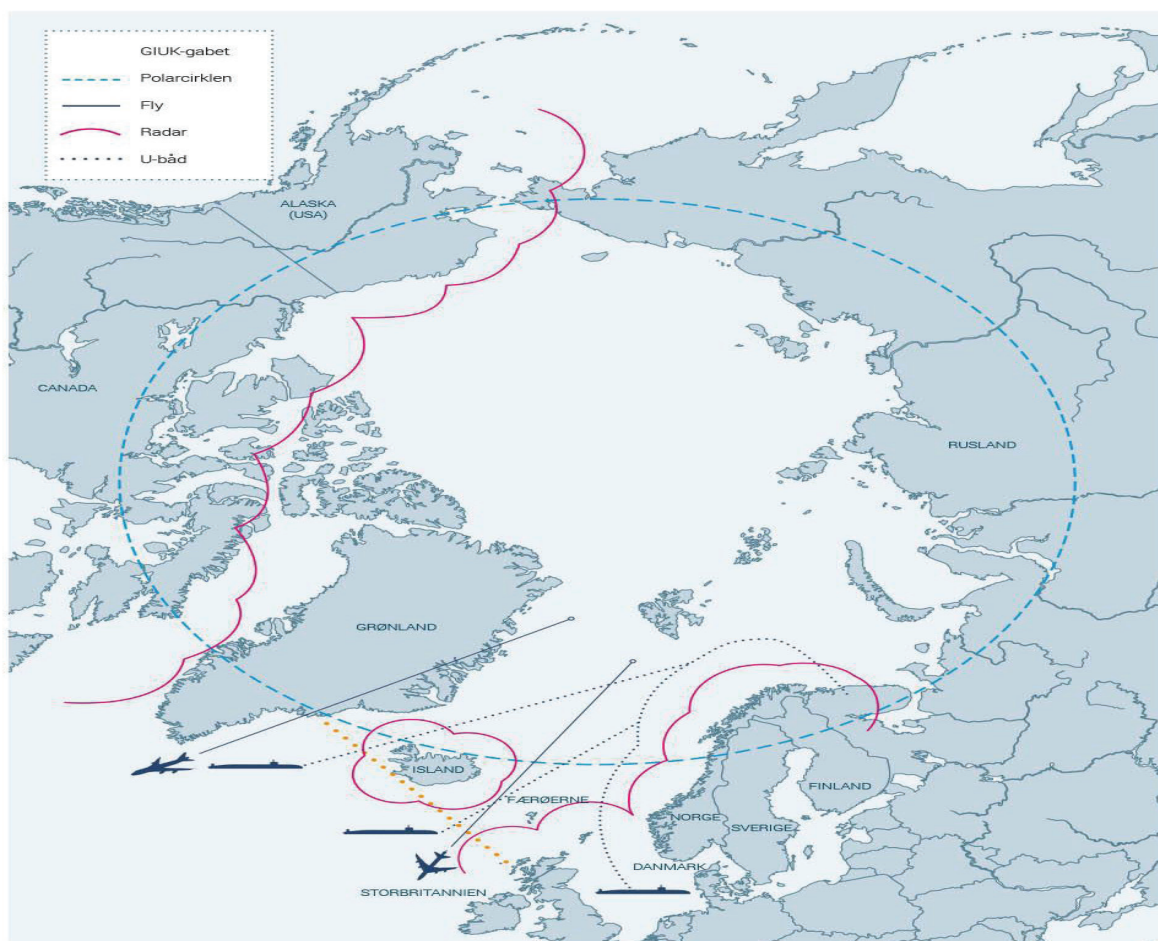 GIUK-gabet
Polarcirklen
Fly
Radar
U-båd
ALASKA
(USA)
CANADA
RUSLAND
GRØNLAND
ISLAND
FÆRØERNE
FINLAND
NORGE
SVERIGE
DANMARK
STORBRITANNIEN